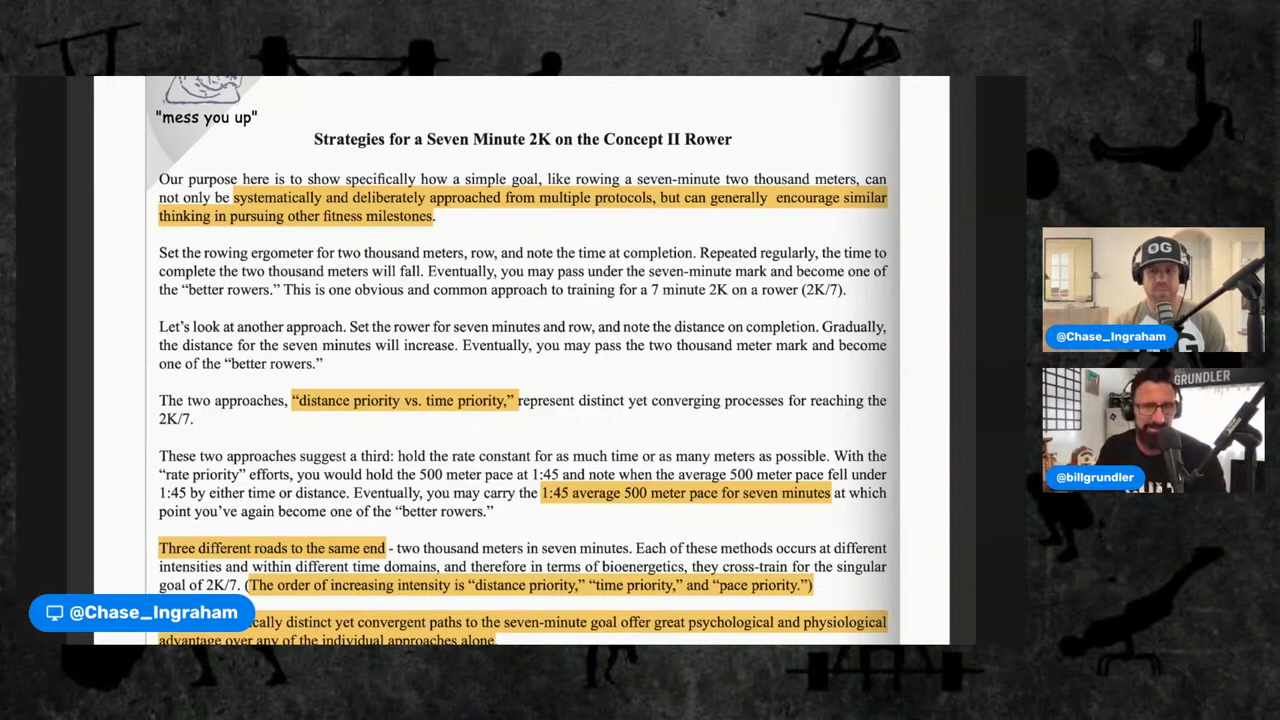 "mess you up"
Strategies for a Seven Minute 2K on the Concept II Rower
Our purpose here is to show specifically how a simple goal, like rowing a seven-minute two thousand meters, can
not only be systematically and deliberately approached from multiple protocols, but can generally encourage similar
thinking in pursuing other fitness milestones.
Set the rowing ergometer for two thousand meters, row, and note the time at completion. Repeated regularly, the time to
complete the two thousand meters will fall. Eventually, you may pass under the seven-minute mark and become one of
the “better rowers.” This is one obvious and common approach to training for a 7 minute 2K on a rower (2K/7).
Let’s look at another approach. Set the rower for seven minutes and row, and note the distance on completion. Gradually,
the distance for the seven minutes will increase. Eventually, you may pass the two thousand meter mark and become
one of the “better rowers.”
The two approaches, “distance priority vs. time priority,” represent distinct yet converging processes for reaching the
2K/7.
These two approaches suggest a third: hold the rate constant for as much time or as many meters as possible. With the
“rate priority” efforts, you would hold the 500 meter pace at 1:45 and note when the average 500 meter pace fell under
1:45 by either time or distance. Eventually, you may carry the 1:45 average 500 meter pace for seven minutes at which
point you’ve again become one of the “better rowers.”
Three different roads to the same end - two thousand meters in seven minutes. Each of these methods occurs at different
intensities and within different time domains, and therefore in terms of bioenergetics, they cross-train for the singular
goal of 2K/7. (The order of increasing intensity is “distance priority,” “time priority,” and “pace priority.”)
cally distinct yet convergent paths to the seven-minute goal offer great psychological and physiological
advantage over any of the individual approaches alone.
@Chase_Ingraham
OG
@Chase_Ingraham
GRUNDLER
@billgrundler